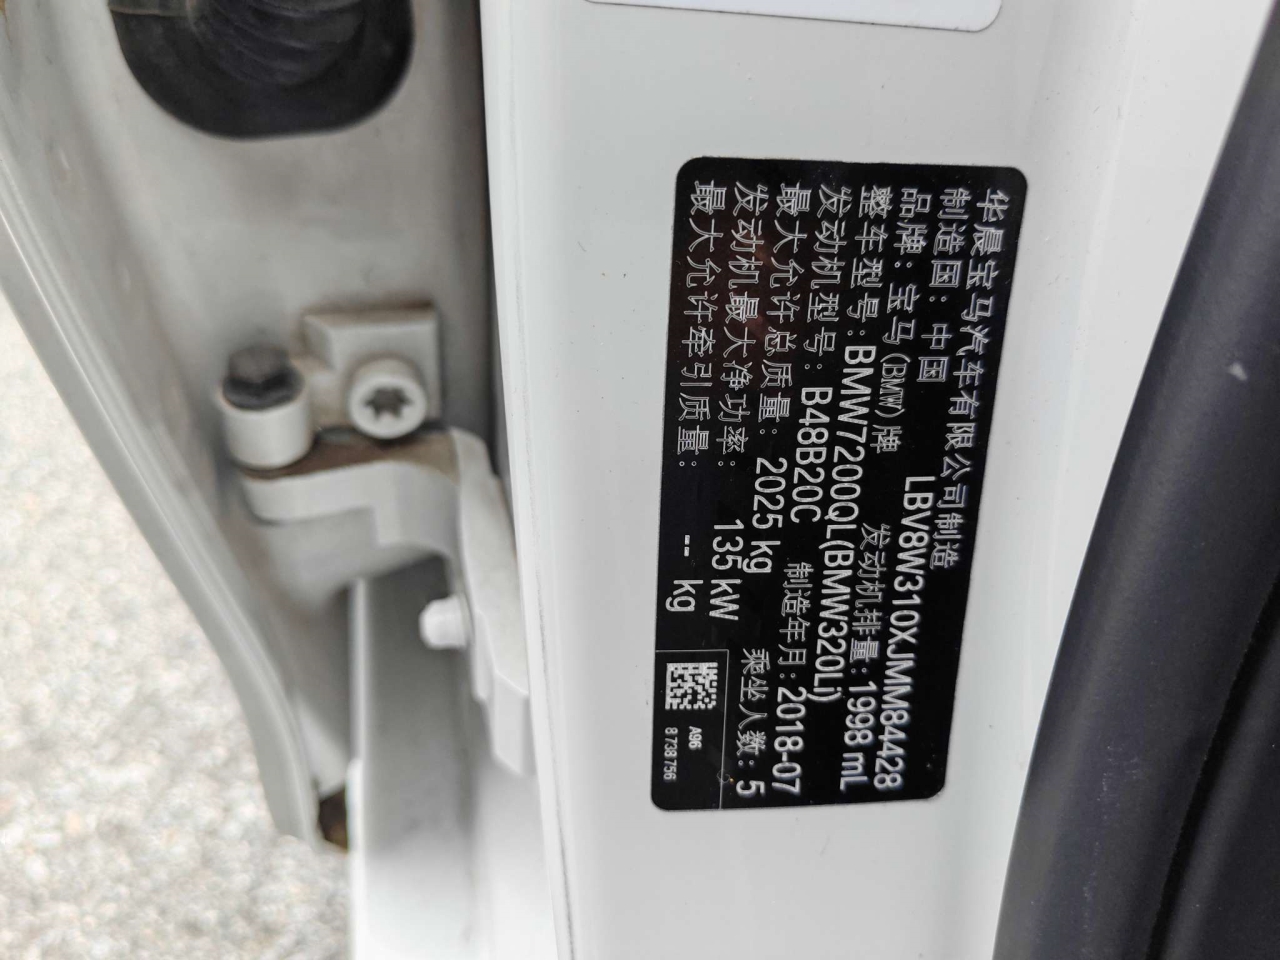 华晨宝马汽车有限公司制造
制造国：中国 LBV8W310XJMM84428
品牌：宝马(BMW)牌 发动机排量：1998 mL
整车型号：BMW7200QL(BMW320Li)
发动机型号：B48B20C 制造年月：2018-07
最大允许总质量：2025 kg 乘坐人数：5
发动机最大净功率：135 kW
最大允许牵引质量：-- kg
A96
8 738 756